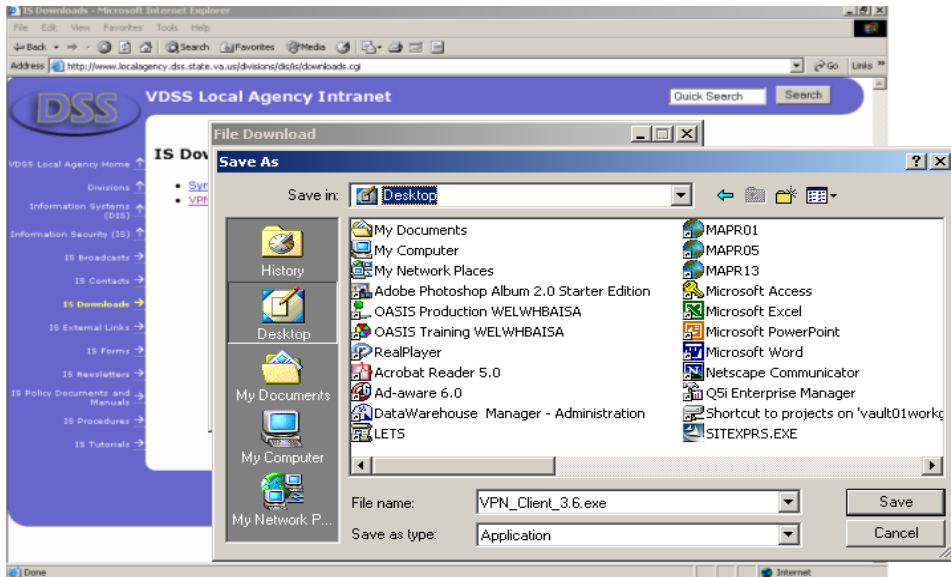 IS Downloads - Microsoft Internet Explorer
File Edit View Favorites Tools Help
Back Search Favorites Media
Address http://www.localagency.dss.state.va.us/divisions/dis/is/downloads.cgi Go Links »
DSS
VDSS Local Agency Intranet
Quick Search Search
VDSS Local Agency Home
Divisions
Information Systems
(DIS)
Information Security (IS)
IS Broadcasts
IS Contacts
IS Downloads
IS External Links
IS Forms
IS Newsletters
IS Policy Documents and
Manuals
IS Procedures
IS Tutorials
IS Dow
Syn
VPN
File Download
Save As
Save in: Desktop
History
Desktop
My Documents
My Computer
My Network P...
My Documents
My Computer
My Network Places
Adobe Photoshop Album 2.0 Starter Edition
OASIS Production WELWHBAISA
OASIS Training WELWHBAISA
RealPlayer
Acrobat Reader 5.0
Ad-aware 6.0
DataWarehouse Manager - Administration
LETS
MAPR01
MAPR05
MAPR13
Microsoft Access
Microsoft Excel
Microsoft PowerPoint
Microsoft Word
Netscape Communicator
Q5i Enterprise Manager
Shortcut to projects on 'vault01workg
SITEXPRS.EXE
File name: VPN_Client_3.6.exe Save
Save as type: Application Cancel
Done Internet